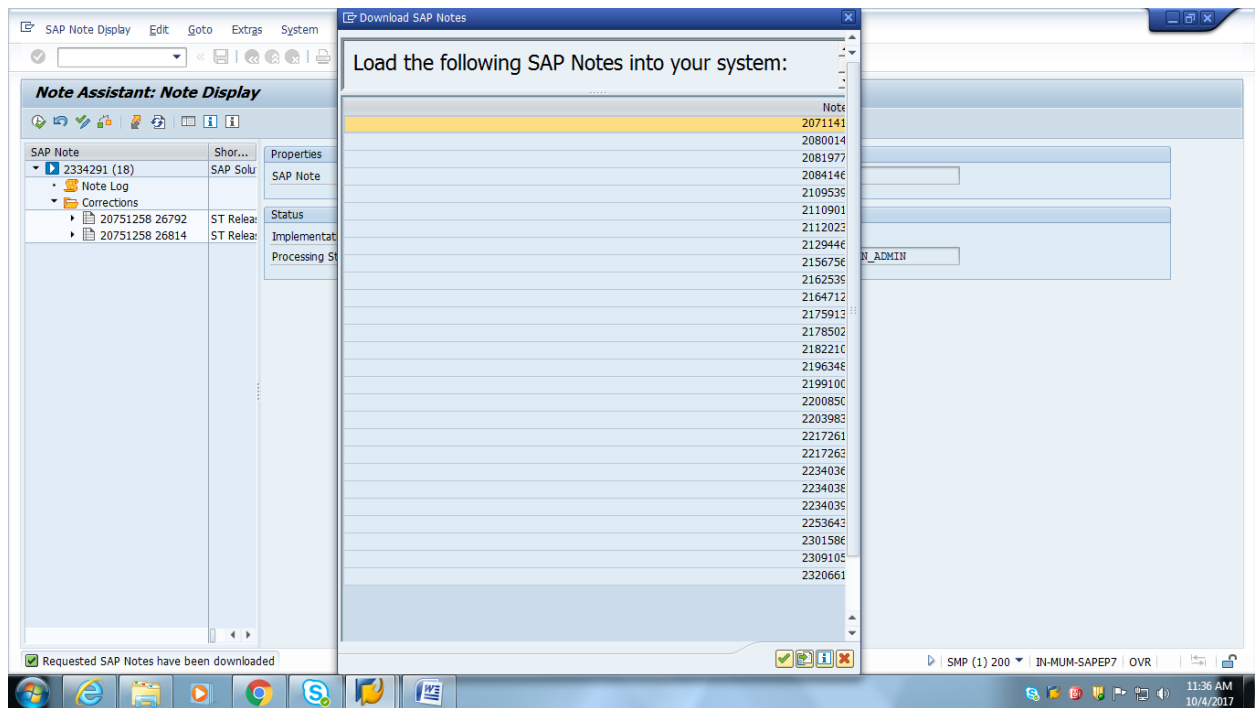 SAP Note Display Edit Goto Extras System
Note Assistant: Note Display
SAP Note Shor...
2334291 (18) SAP Solu
Note Log
Corrections
20751258 26792 ST Releas
20751258 26814 ST Releas
Properties
SAP Note
Status
Implementat
Processing St
N_ADMIN
Download SAP Notes
Load the following SAP Notes into your system:
Note
2071141
2080014
2081977
2084146
2109539
2110901
2112023
2129446
2156756
2162539
2164712
2175913
2178502
2182210
2196348
2199100
2200850
2203983
2217261
2217263
2234036
2234038
2234039
2253643
2301586
2309105
2320661
Requested SAP Notes have been downloaded
SMP (1) 200 IN-MUM-SAPEP7 OVR
11:36 AM
10/4/2017